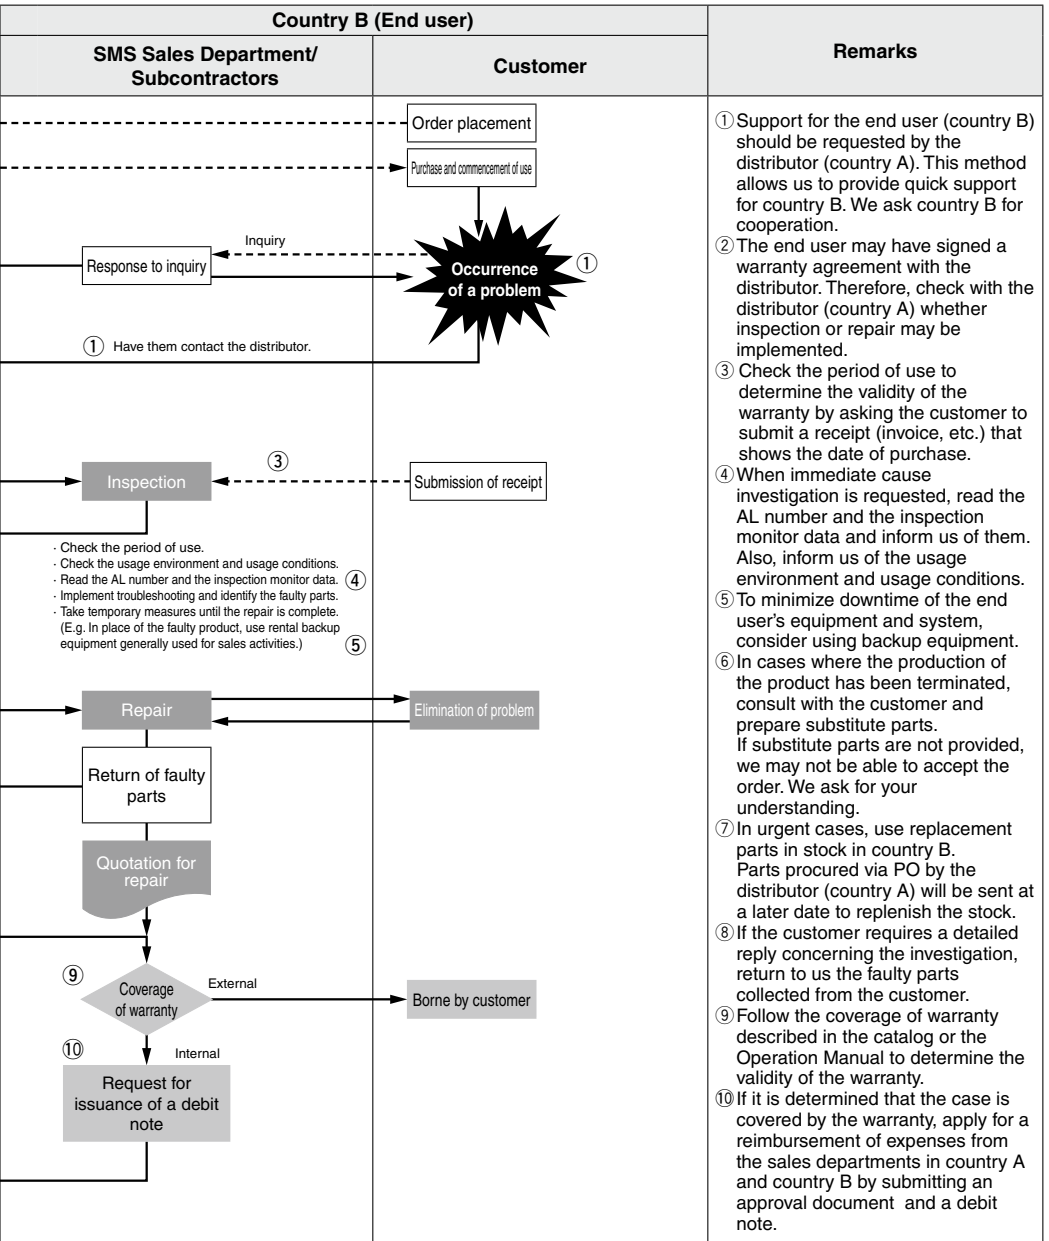 Country B (End user)
SMS Sales Department/
Subcontractors
Customer
Remarks
Order placement
Purchase and commencement of use
Inquiry
Response to inquiry
Occurrence
of a problem
①
① Have them contact the distributor.
③
Inspection
Submission of receipt
· Check the period of use.
· Check the usage environment and usage conditions.
· Read the AL number and the inspection monitor data. ④
· Implement troubleshooting and identify the faulty parts.
· Take temporary measures until the repair is complete.
(E.g. In place of the faulty product, use rental backup
equipment generally used for sales activities.) ⑤
Repair
Elimination of problem
Return of faulty
parts
Quotation for
repair
⑨
Coverage
of warranty
External
Borne by customer
⑩
Internal
Request for
issuance of a debit
note
①Support for the end user (country B)
should be requested by the
distributor (country A). This method
allows us to provide quick support
for country B. We ask country B for
cooperation.
②The end user may have signed a
warranty agreement with the
distributor. Therefore, check with the
distributor (country A) whether
inspection or repair may be
implemented.
③ Check the period of use to
determine the validity of the
warranty by asking the customer to
submit a receipt (invoice, etc.) that
shows the date of purchase.
④When immediate cause
investigation is requested, read the
AL number and the inspection
monitor data and inform us of them.
Also, inform us of the usage
environment and usage conditions.
⑤To minimize downtime of the end
user's equipment and system,
consider using backup equipment.
⑥In cases where the production of
the product has been terminated,
consult with the customer and
prepare substitute parts.
If substitute parts are not provided,
we may not be able to accept the
order. We ask for your
understanding.
⑦In urgent cases, use replacement
parts in stock in country B.
Parts procured via PO by the
distributor (country A) will be sent at
a later date to replenish the stock.
⑧If the customer requires a detailed
reply concerning the investigation,
return to us the faulty parts
collected from the customer.
⑨Follow the coverage of warranty
described in the catalog or the
Operation Manual to determine the
validity of the warranty.
⑩If it is determined that the case is
covered by the warranty, apply for a
reimbursement of expenses from
the sales departments in country A
and country B by submitting an
approval document and a debit
note.